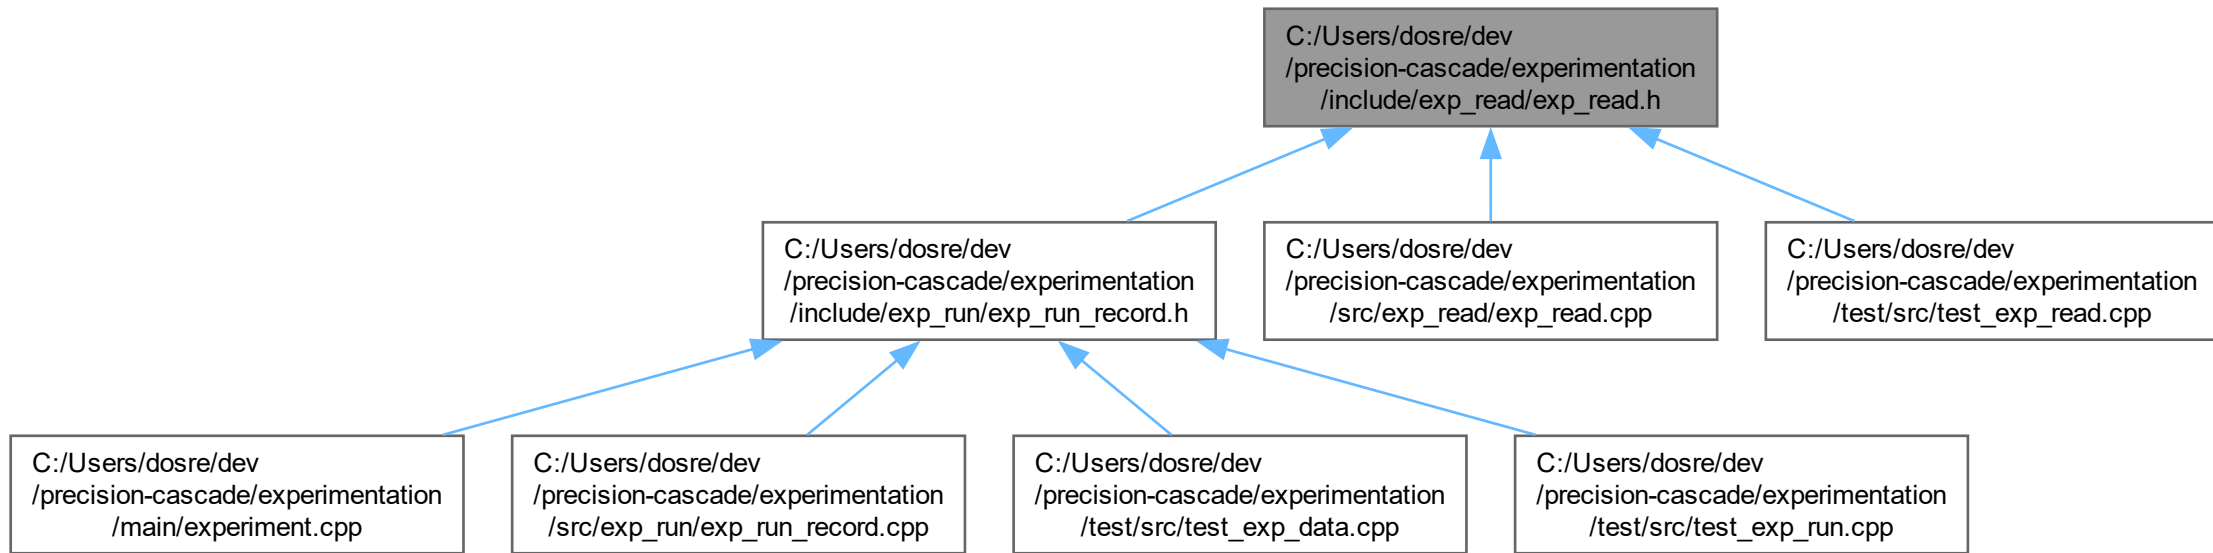 C:/Users/dosre/dev
/precision-cascade/experimentation
/include/exp_read/exp_read.h
C:/Users/dosre/dev
/precision-cascade/experimentation
/include/exp_run/exp_run_record.h
C:/Users/dosre/dev
/precision-cascade/experimentation
/src/exp_read/exp_read.cpp
C:/Users/dosre/dev
/precision-cascade/experimentation
/test/src/test_exp_read.cpp
C:/Users/dosre/dev
/precision-cascade/experimentation
/main/experiment.cpp
C:/Users/dosre/dev
/precision-cascade/experimentation
/src/exp_run/exp_run_record.cpp
C:/Users/dosre/dev
/precision-cascade/experimentation
/test/src/test_exp_data.cpp
C:/Users/dosre/dev
/precision-cascade/experimentation
/test/src/test_exp_run.cpp